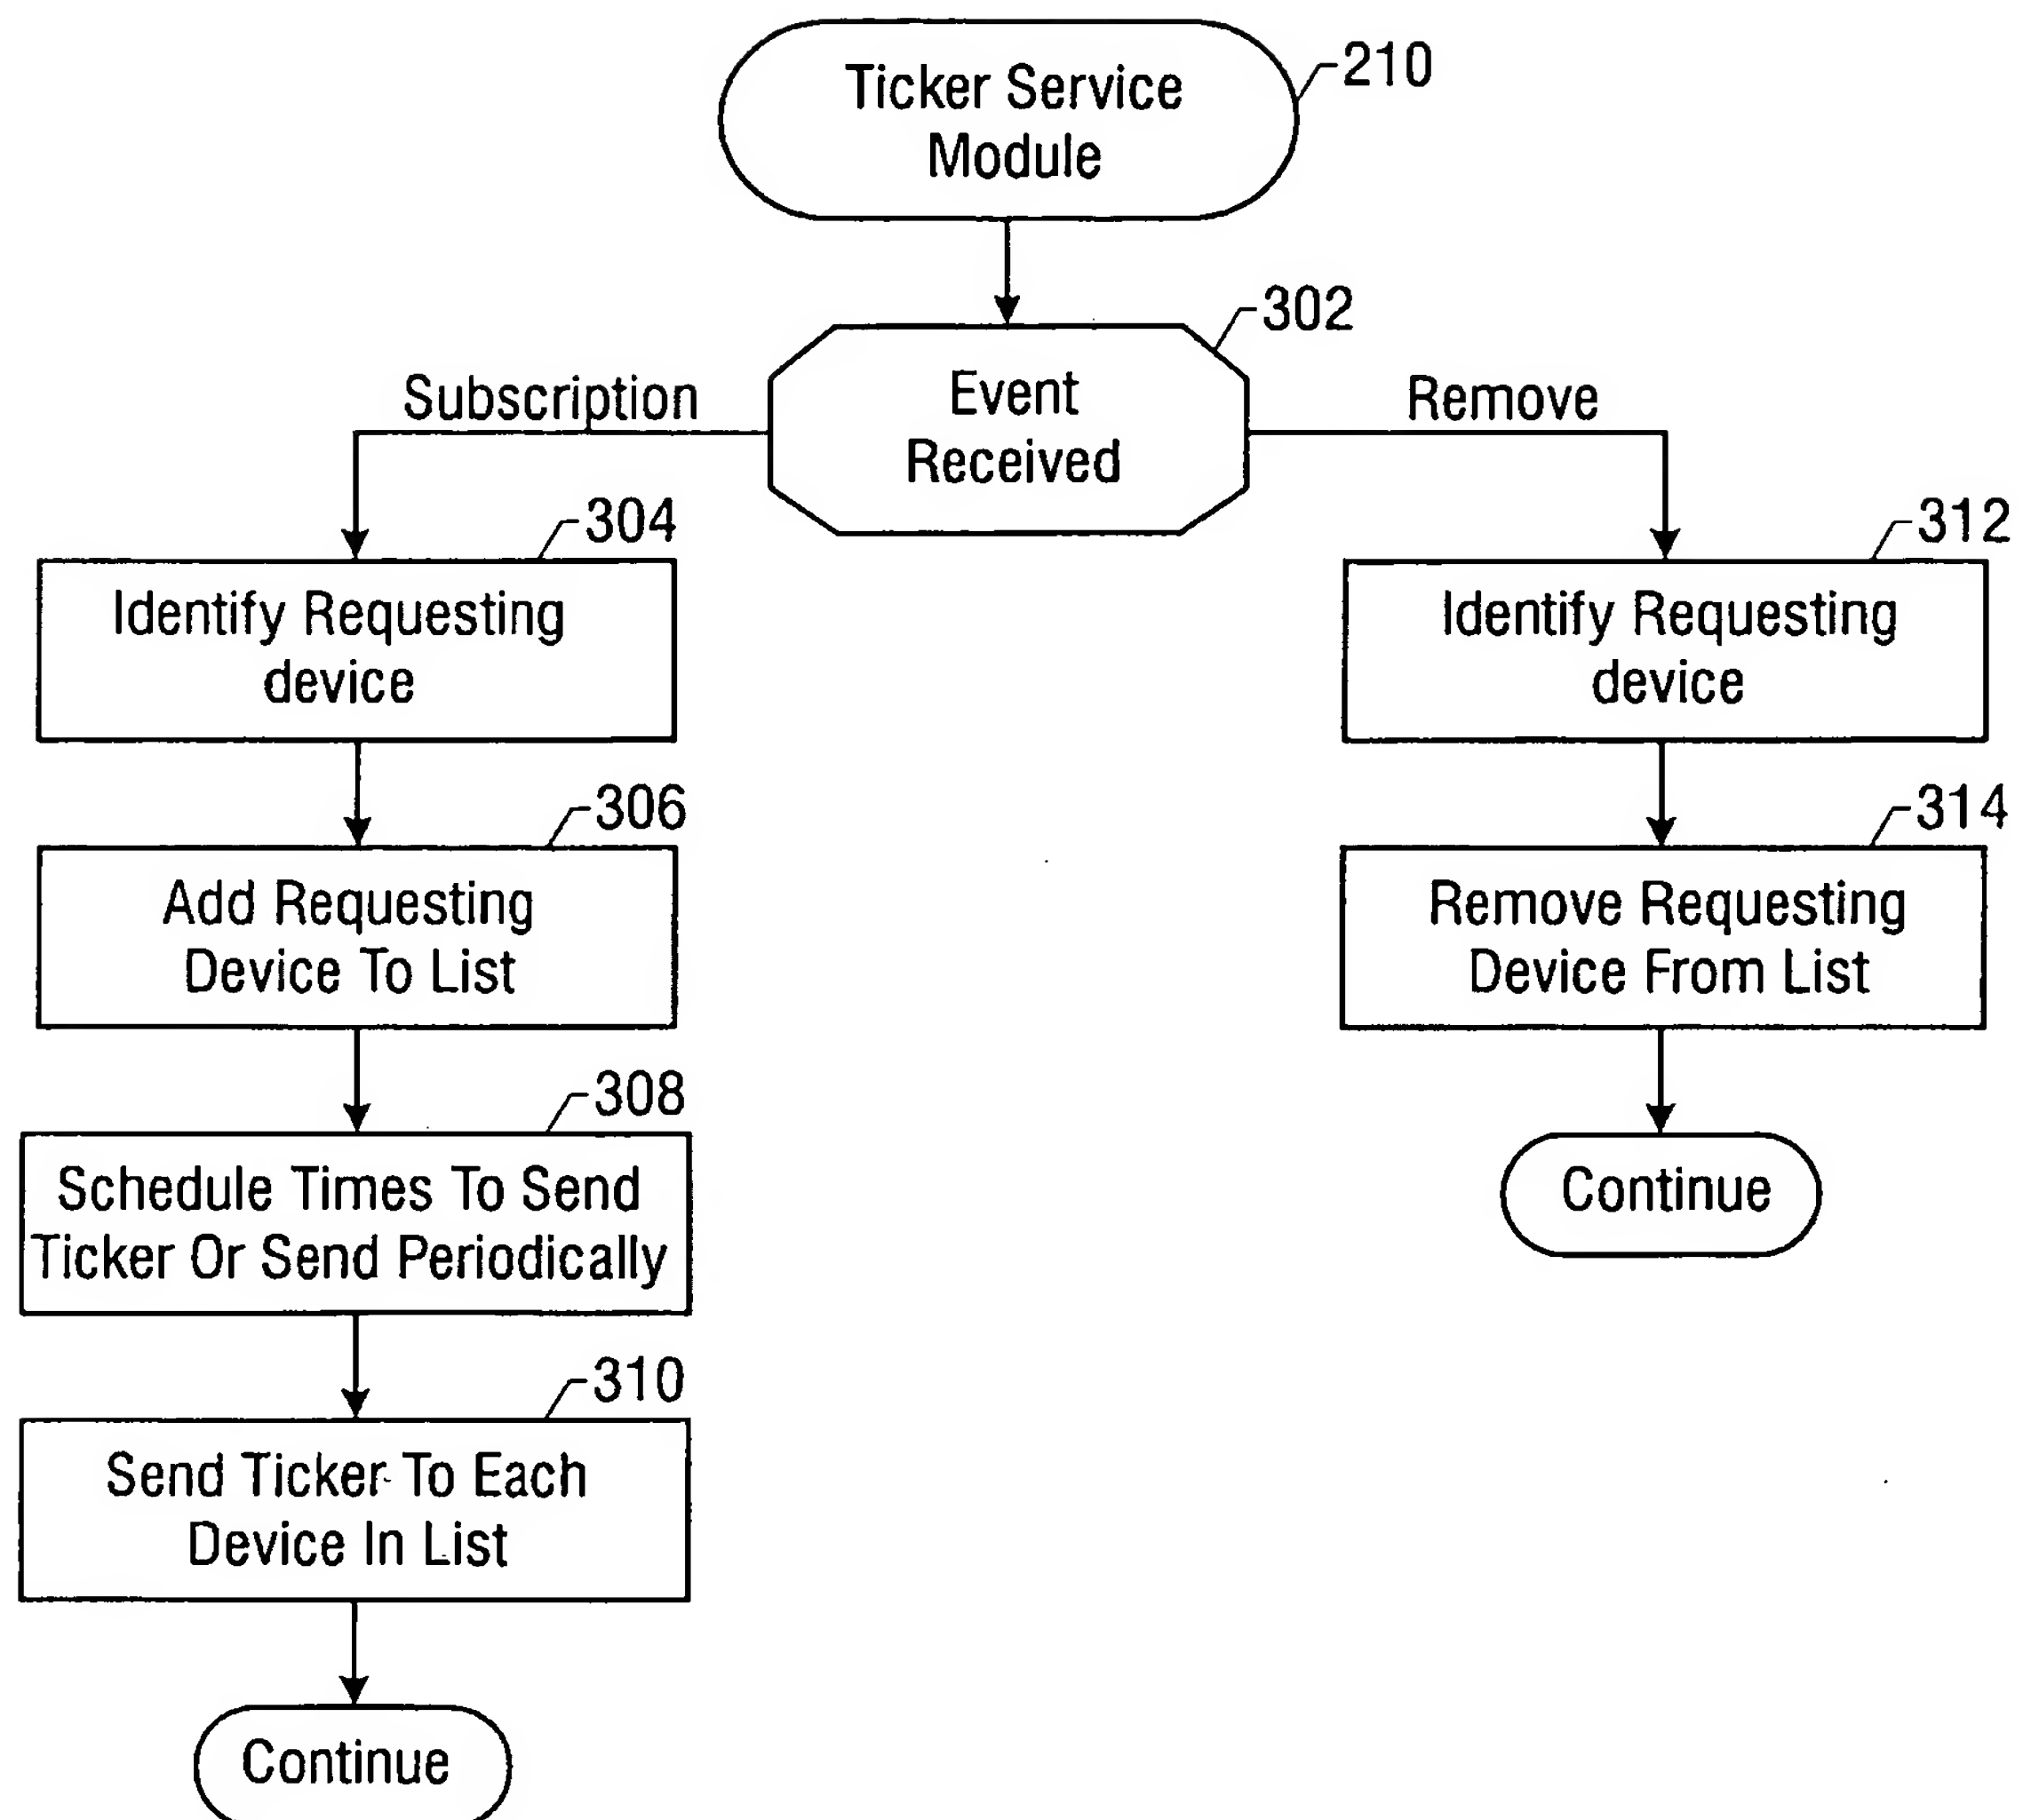 Ticker Service
Module
210
302
Event
Received
Subscription
Remove
304
Identify Requesting
device
312
Identify Requesting
device
306
Add Requesting
Device To List
314
Remove Requesting
Device From List
308
Schedule Times To Send
Ticker Or Send Periodically
Continue
310
Send Ticker To Each
Device In List
Continue